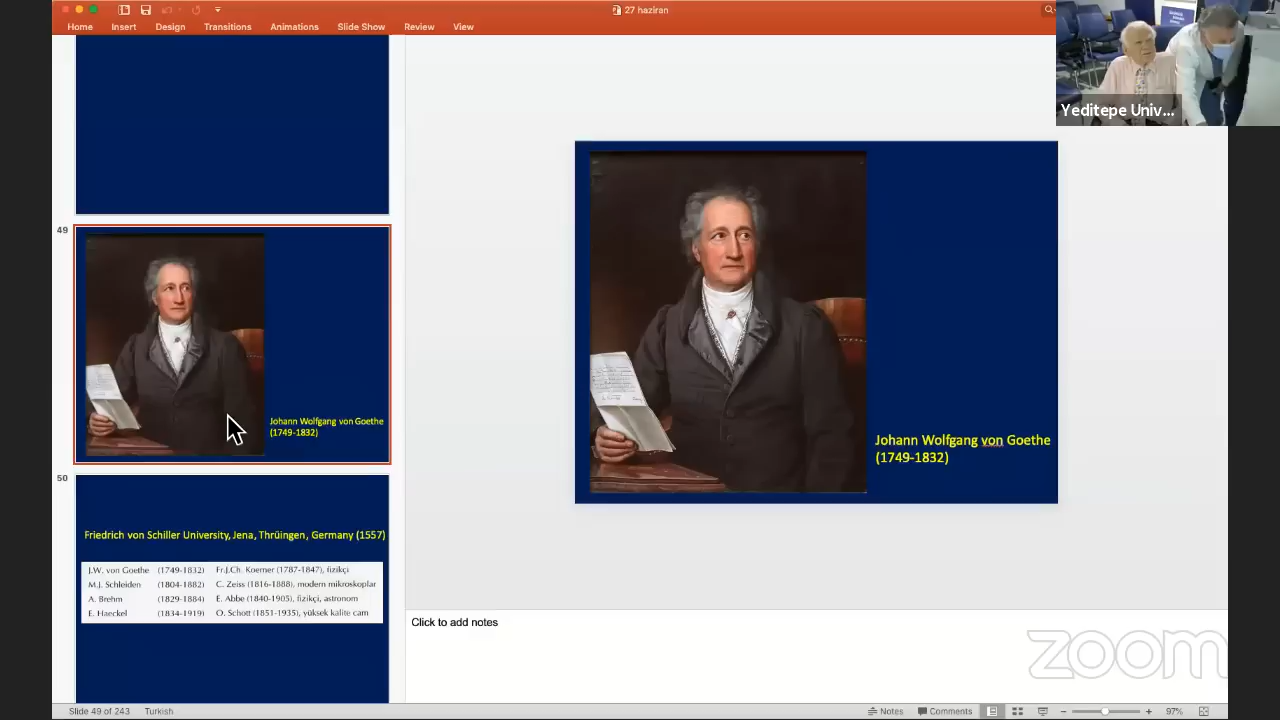 27 haziran
Home Insert Design Transitions Animations Slide Show Review View
Yeditepe Univ...
49
Johann Wolfgang von Goethe
(1749-1832)
50
Friedrich von Schiller University, Jena, Thrüingen, Germany (1557)
J.W. von Goethe (1749-1832) Fr.J.Ch. Koerner (1787-1847), fizikçi
M.J. Schleiden (1804-1882) C. Zeiss (1816-1888), modern mikroskoplar
A. Brehm (1829-1884) E. Abbe (1840-1905), fizikçi, astronom
E. Haeckel (1834-1919) O. Schott (1851-1935), yüksek kalite cam
Johann Wolfgang von Goethe
(1749-1832)
Click to add notes
zoom
Slide 49 of 243 Turkish Notes Comments 97%